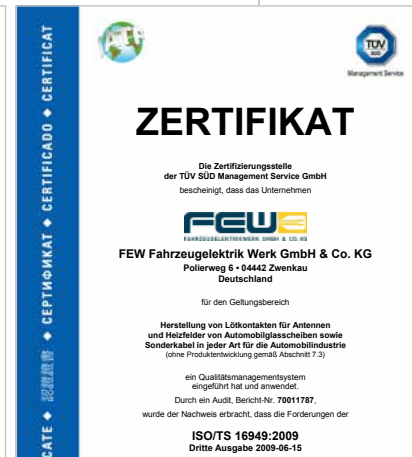 CATE ◆ 認證證書 ◆ СЕРТИФИКАТ ◆ CERTIFICADO ◆ CERTIFICAT
TÜV
SÜD
Management Service
ZERTIFIKAT
Die Zertifizierungsstelle
der TÜV SÜD Management Service GmbH
bescheinigt, dass das Unternehmen
FEW
FAHRZEUGELEKTRIKWERK GMBH & CO. KG
FEW Fahrzeugelektrik Werk GmbH & Co. KG
Polierweg 6 • 04442 Zwenkau
Deutschland
für den Geltungsbereich
Herstellung von Lötkontakten für Antennen
und Heizfelder von Automobilglasscheiben sowie
Sonderkabel in jeder Art für die Automobilindustrie
(ohne Produktentwicklung gemäß Abschnitt 7.3)
ein Qualitätsmanagementsystem
eingeführt hat und anwendet.
Durch ein Audit, Bericht-Nr. 70011787,
wurde der Nachweis erbracht, dass die Forderungen der
ISO/TS 16949:2009
Dritte Ausgabe 2009-06-15